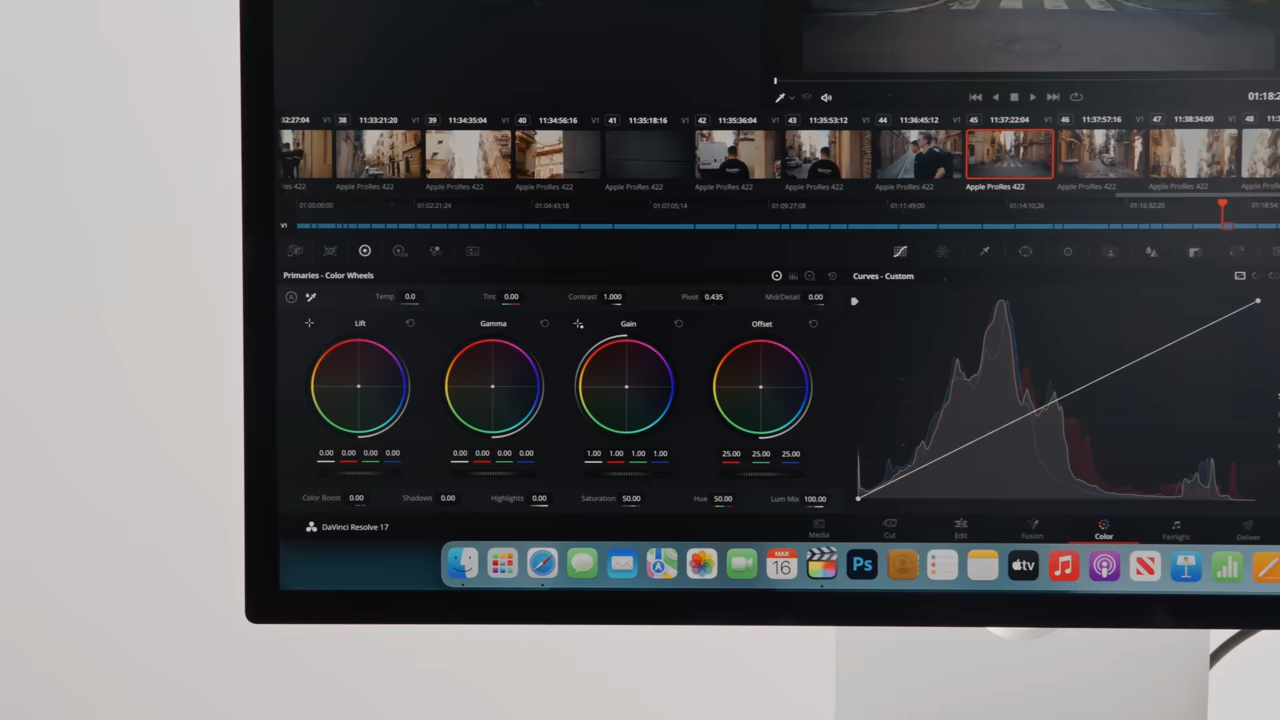 01:18:2
32:27:04 V1 38 11:33:21:20 V1 39 11:34:35:04 V1 40 11:34:56:16 V1 41 11:35:18:16 V1 42 11:35:36:04 V1 43 11:35:53:12 V1 44 11:36:45:12 V1 45 11:37:22:04 V1 46 11:37:57:16 V1 47 11:38:34:00 V1 48 11:3
es 422 Apple ProRes 422 Apple ProRes 422 Apple ProRes 422 Apple ProRes 422 Apple ProRes 422 Apple ProRes 422 Apple ProRes 422 Apple ProRes 422 Apple ProRes 422 Apple ProRes 422 Apple Pro
01:00:00:00 01:02:21:24 01:04:43:18 01:07:05:14 01:09:27:08 01:11:49:00 01:14:10:26 01:16:32:20 01:18:54:
V1
Primaries - Color Wheels
Curves - Custom
A Temp 0.0 Tint 0.00 Contrast 1.000 Pivot 0.435 Mid/Detail 0.00
Lift Gamma Gain Offset
0.00 0.00 0.00 0.00 0.00 0.00 0.00 0.00 1.00 1.00 1.00 1.00 25.00 25.00 25.00
Color Boost 0.00 Shadows 0.00 Highlights 0.00 Saturation 50.00 Hue 50.00 Lum Mix 100.00
DaVinci Resolve 17
Media Cut Edit Fusion Color Fairlight Deliver
MAR
16
Ps
tv